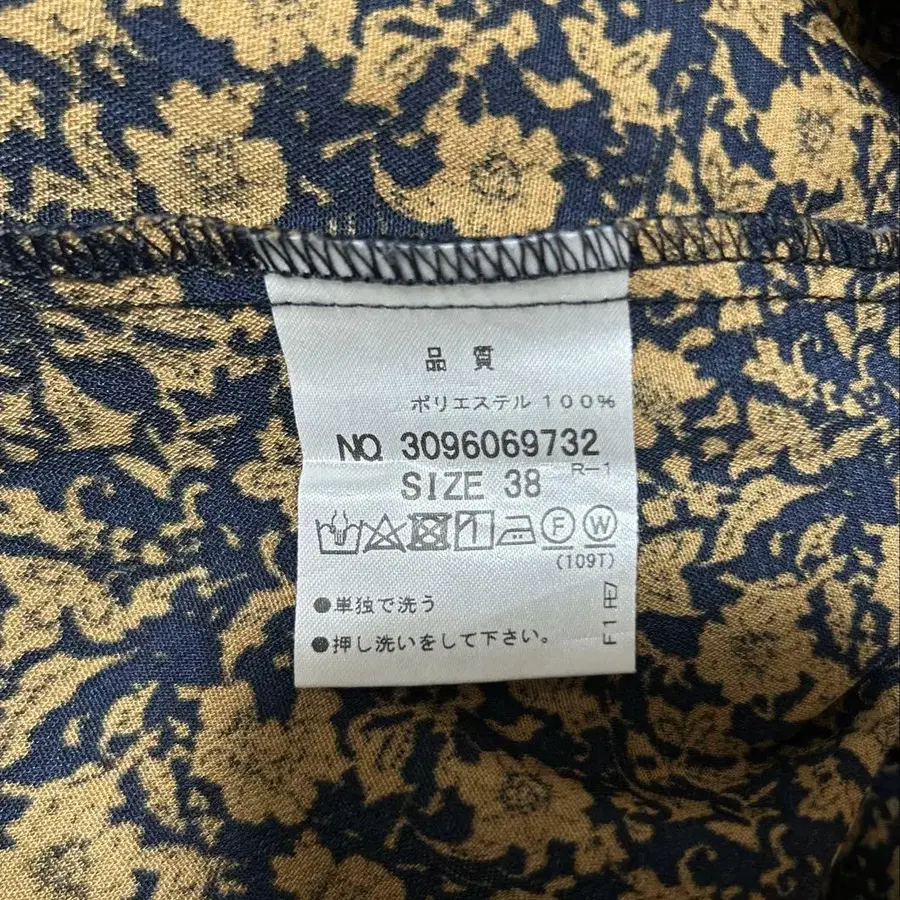 品質
ポリエステル 100%
NO. 3096069732
SIZE 38 R-1
F W
(109T)
●単独で洗う
●押し洗いをして下さい。
F1